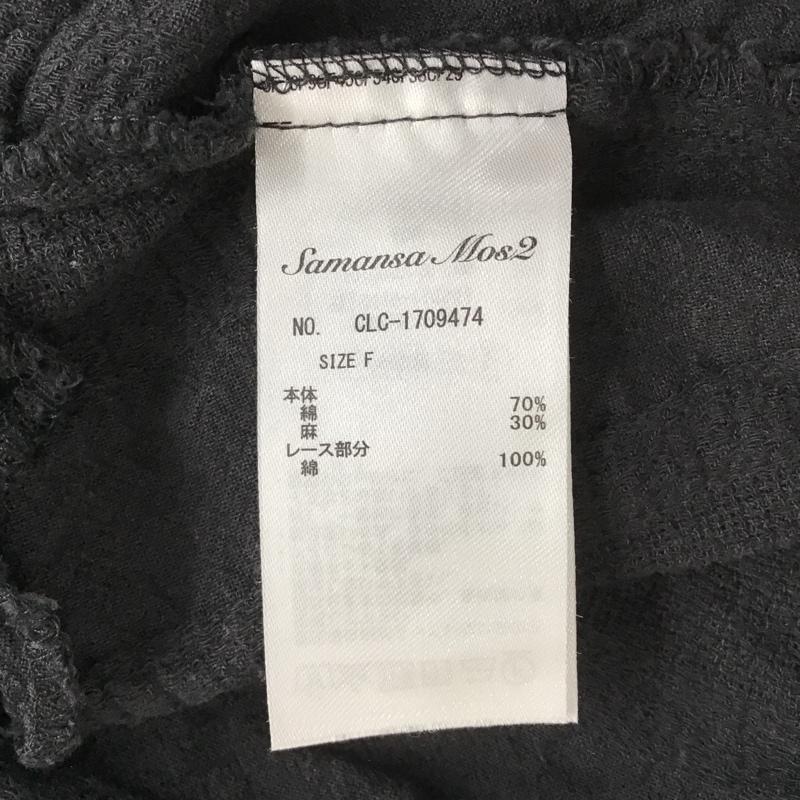 Samansa Mos2
NO. CLC-1709474
SIZE F
本体
綿 70%
麻 30%
レース部分
綿 100%